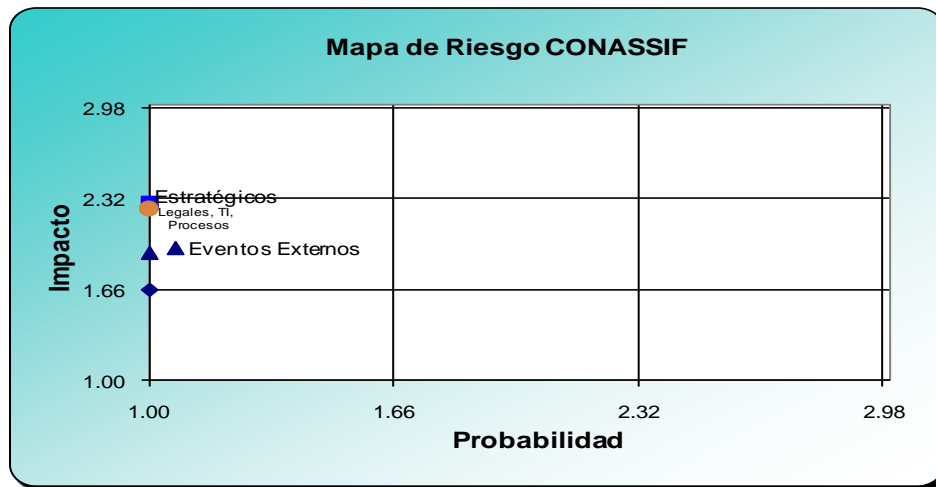 Mapa de Riesgo CONASSIF
Impacto
2.98
2.32
1.66
1.00
Estratégicos
Legales, TI,
Procesos
Eventos Externos
1.00 1.66 2.32 2.98
Probabilidad